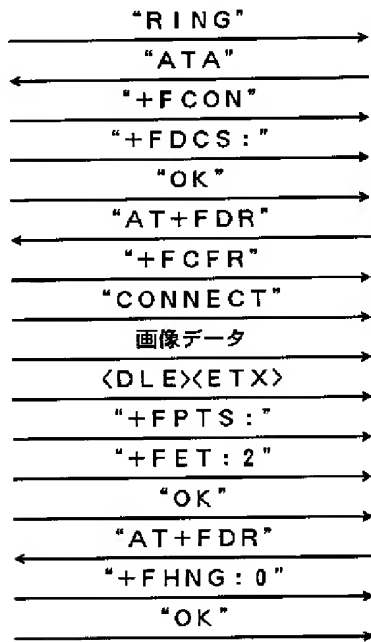 “RING”
“ATA”
“+FCON”
“+FDCS:”
“OK”
“AT+FDR”
“+FCFR”
“CONNECT”
画像データ
〈DLE〉〈ETX〉
“+FPTS:”
“+FET:2”
“OK”
“AT+FDR”
“+FHNG:0”
“OK”